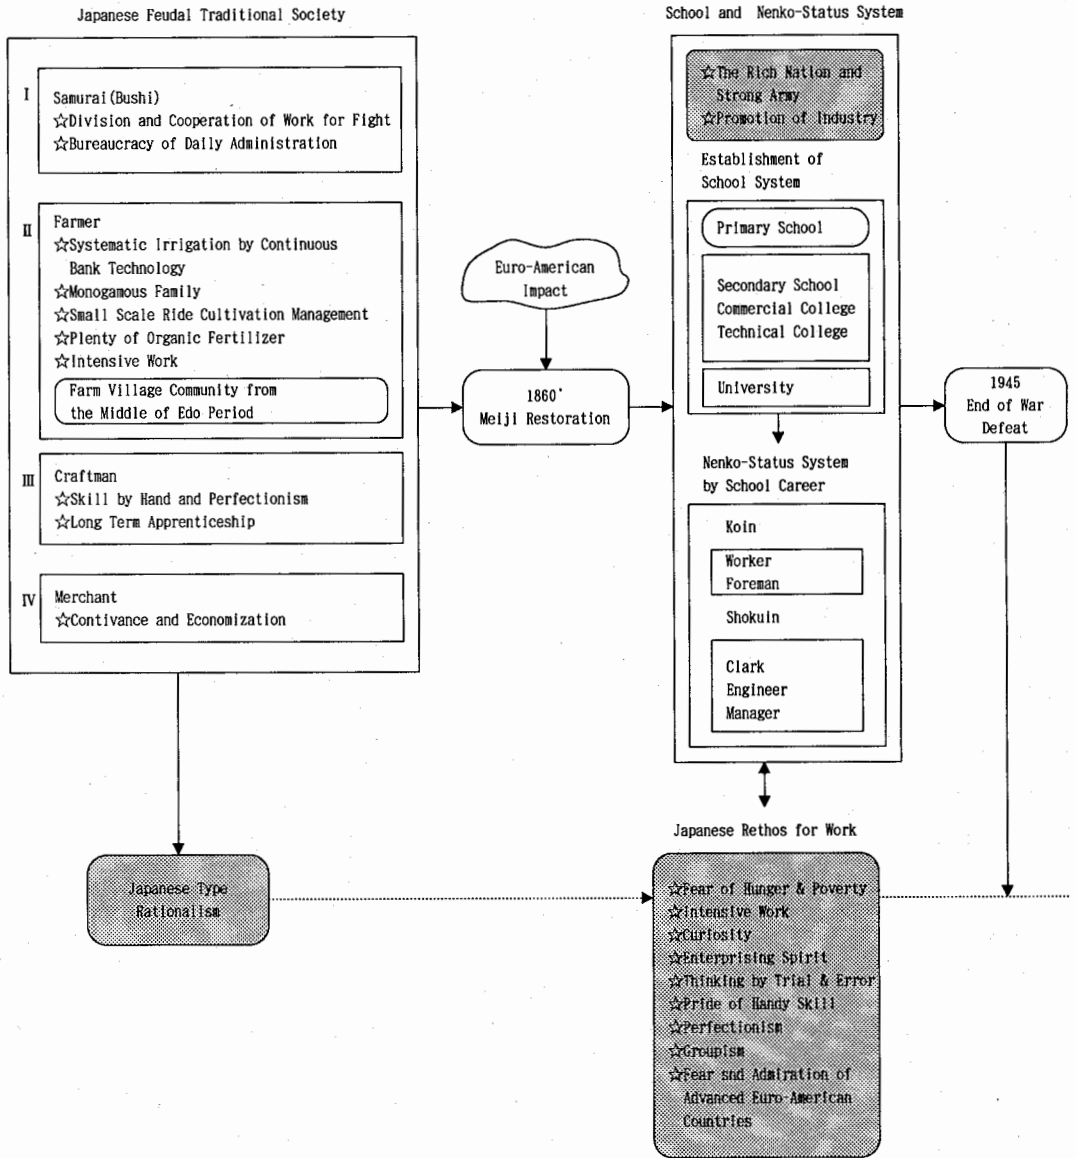 Japanese Feudal Traditional Society
I
Samurai(Bushi)
☆Division and Cooperation of Work for Fight
☆Bureaucracy of Daily Administration
II
Farmer
☆Systematic Irrigation by Continuous
Bank Technology
☆Monogamous Family
☆Small Scale Ride Cultivation Management
☆Plenty of Organic Fertilizer
☆Intensive Work
Farm Village Community from
the Middle of Edo Period
III
Craftman
☆Skill by Hand and Perfectionism
☆Long Term Apprenticeship
IV
Merchant
☆Contivance and Economization
Japanese Type
Rationalism
Euro-American
Impact
1860'
Meiji Restoration
School and Nenko-Status System
☆The Rich Nation and
Strong Army
☆Promotion of Industry
Establishment of
School System
Primary School
Secondary School
Commercial College
Technical College
University
Nenko-Status System
by School Career
Koin
Worker
Foreman
Shokuin
Clark
Engineer
Manager
Japanese Rethos for Work
☆Fear of Hunger & Poverty
☆Intensive Work
☆Curiosity
☆Enterprising Spirit
☆Thinking by Trial & Error
☆Pride of Handy Skill
☆Perfectionism
☆Groupism
☆Fear snd Admiration of
Advanced Euro-American
Countries
1945
End of War
Defeat